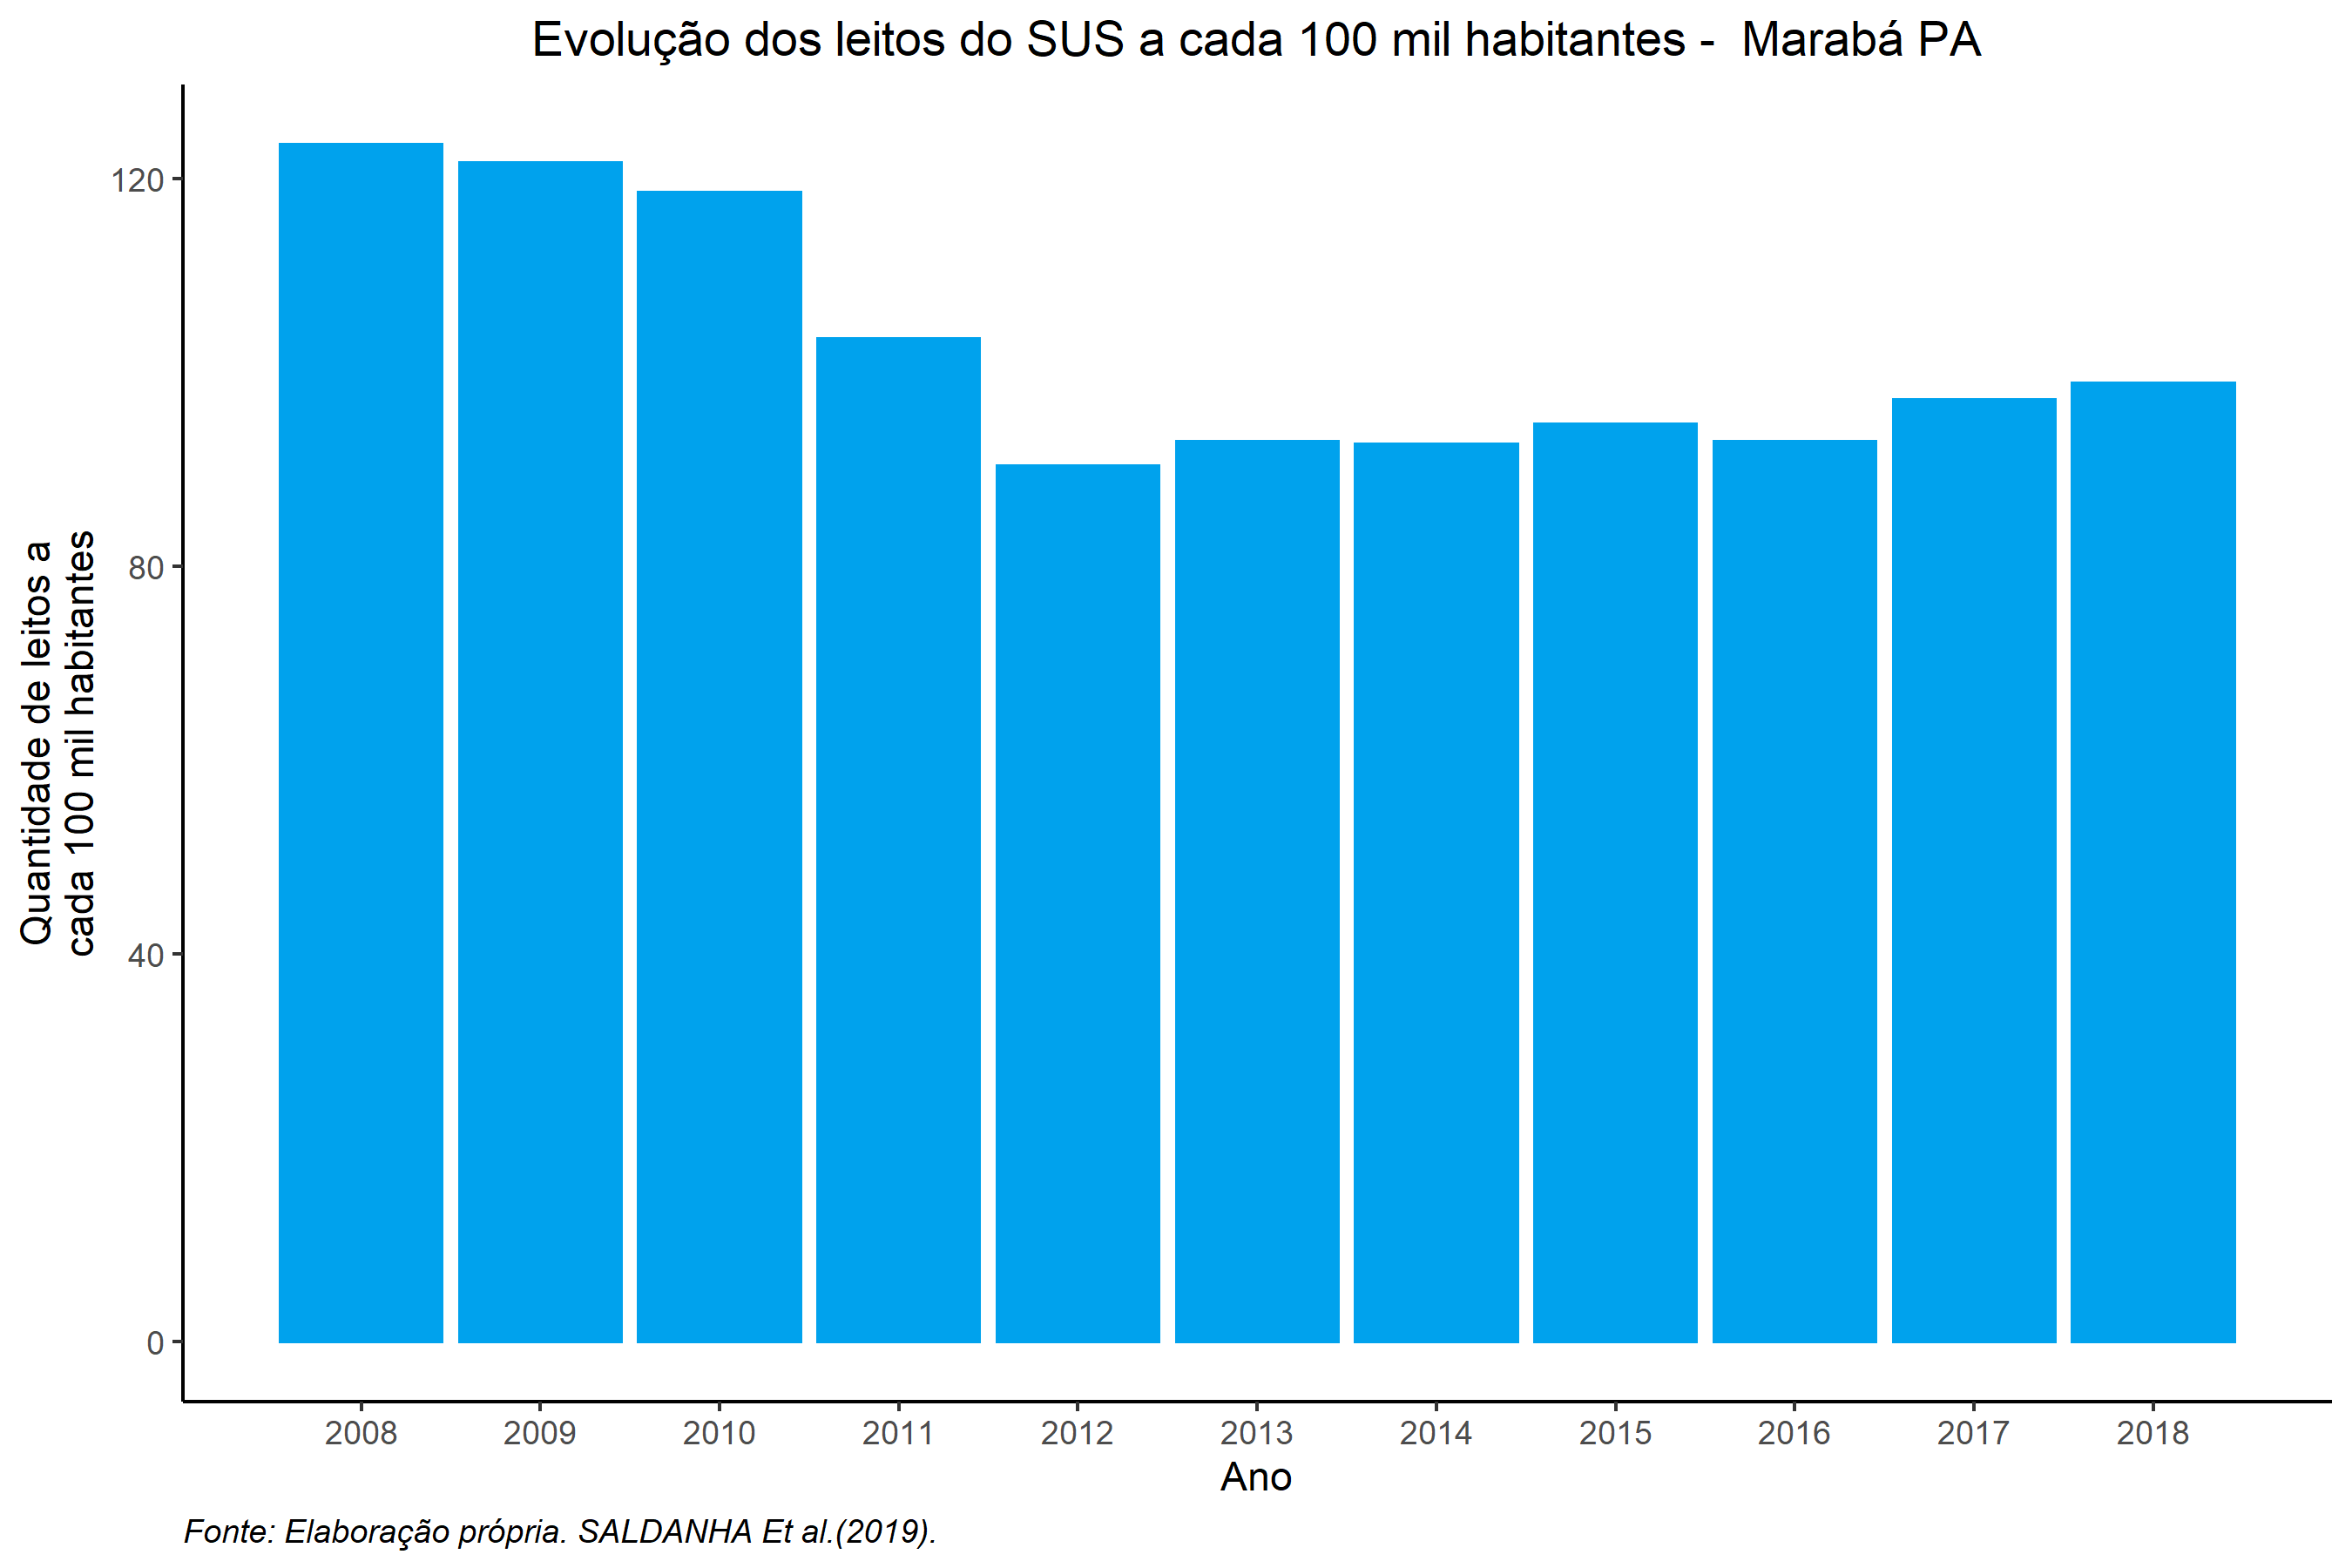 Evolução dos leitos do SUS a cada 100 mil habitantes -  Marabá PA
Quantidade de leitos a
cada 100 mil habitantes
120
80
40
0
2008 2009 2010 2011 2012 2013 2014 2015 2016 2017 2018
Ano
Fonte: Elaboração própria. SALDANHA Et al.(2019).